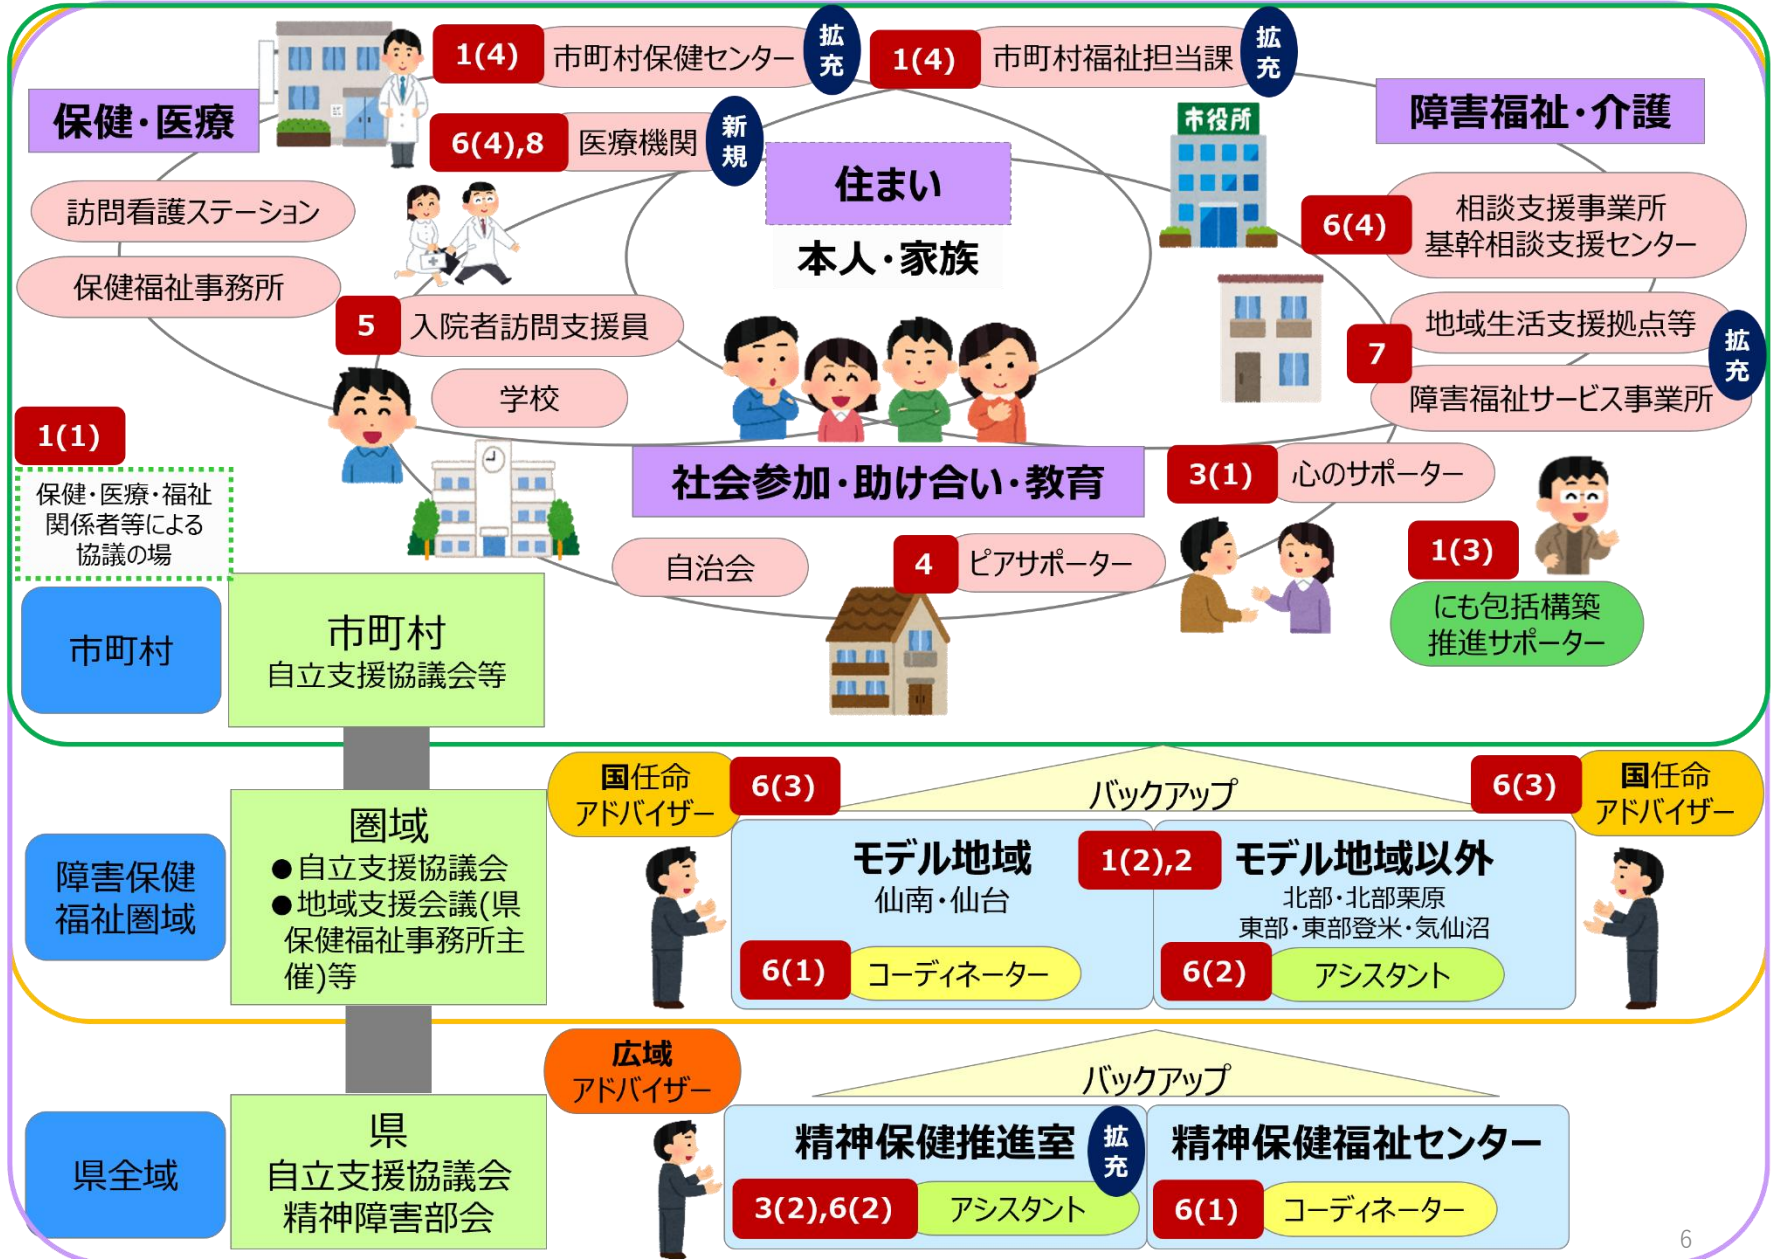 1(4)
市町村保健センター
拡充
1(4)
市町村福祉担当課
拡充
保健・医療
障害福祉・介護
6(4),8
医療機関
新規
市役所
住まい
本人・家族
訪問看護ステーション
保健福祉事務所
6(4)
相談支援事業所
基幹相談支援センター
5
入院者訪問支援員
地域生活支援拠点等
7
拡充
障害福祉サービス事業所
学校
1(1)
保健・医療・福祉
関係者等による
協議の場
社会参加・助け合い・教育
3(1)
心のサポーター
自治会
4
ピアサポーター
1(3)
にも包括構築
推進サポーター
市町村
市町村
自立支援協議会等
国任命
アドバイザー
6(3)
バックアップ
6(3)
国任命
アドバイザー
障害保健
福祉圏域
圏域
●自立支援協議会
●地域支援会議(県
保健福祉事務所主
催)等
モデル地域
仙南・仙台
1(2),2
モデル地域以外
北部・北部栗原
東部・東部登米・気仙沼
6(1)
コーディネーター
6(2)
アシスタント
広域
アドバイザー
バックアップ
県全域
県
自立支援協議会
精神障害部会
精神保健推進室
拡充
精神保健福祉センター
3(2),6(2)
アシスタント
6(1)
コーディネーター
6